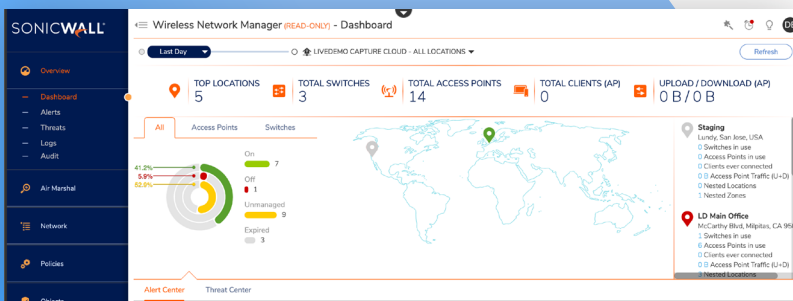 SONICWALL
Wireless Network Manager (READ-ONLY) - Dashboard
Last Day
LIVEDEMO CAPTURE CLOUD - ALL LOCATIONS
Refresh
Overview
Dashboard
Alerts
Threats
Logs
Audit
Air Marshal
Network
Policies
Objects
TOP LOCATIONS
5
TOTAL SWITCHES
3
TOTAL ACCESS POINTS
14
TOTAL CLIENTS (AP)
0
UPLOAD / DOWNLOAD (AP)
0 B / 0 B
All
Access Points
Switches
41.2%
5.9%
On
7
Off
1
Unmanaged
9
Expired
3
Staging
Lundy, San Jose, USA
0 Switches in use
0 Access Points in use
0 Clients ever connected
0 B Access Point Traffic (U+D)
0 Nested Locations
1 Nested Zones
LD Main Office
McCarthy Blvd, Milpitas, CA 950
1 Switches in use
6 Access Points in use
0 Clients ever connected
0 B Access Point Traffic (U+D)
Nested Locations
Alert Center
Threat Center